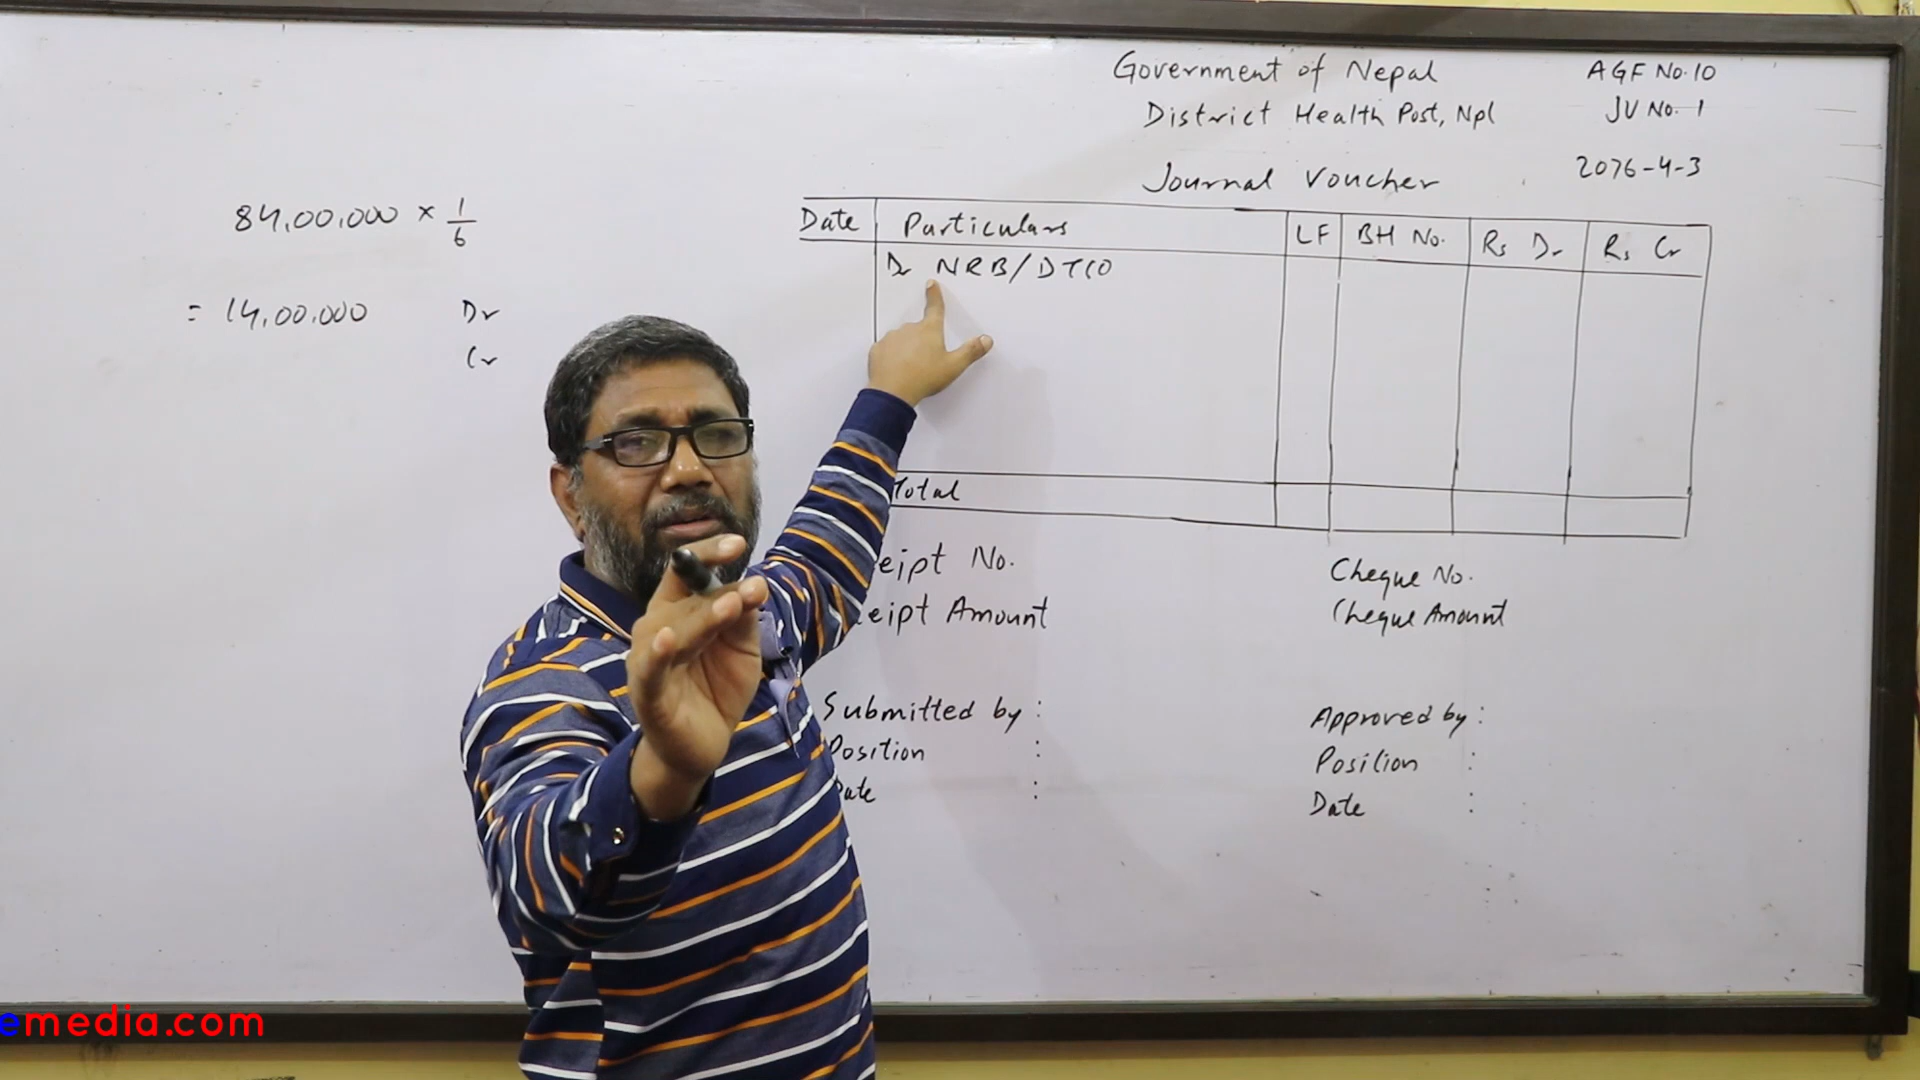 84,00,000 × 1/6
= 14,00,000 Dr
Cr
Government of Nepal AGF No.10
District Health Post, Npl JV No. 1
Journal Voucher 2076-4-3
Date Particulars LF BH No. Rs Dr Rs Cr
Dr NRB/DTCO
Total
eipt No. Cheque No.
eipt Amount Cheque Amount
Submitted by : Approved by :
Position : Position :
Date : Date :
emedia.com